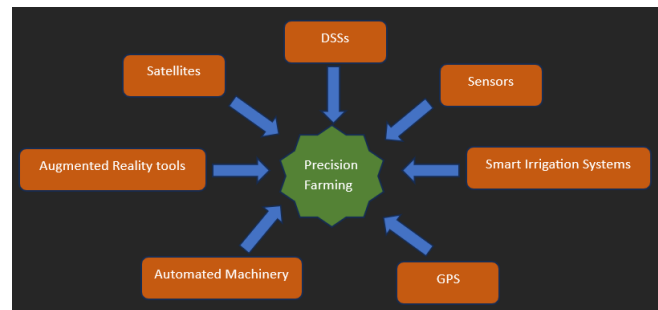 DSSs
Satellites
Sensors
Augmented Reality tools
Precision
Farming
Smart Irrigation Systems
Automated Machinery
GPS